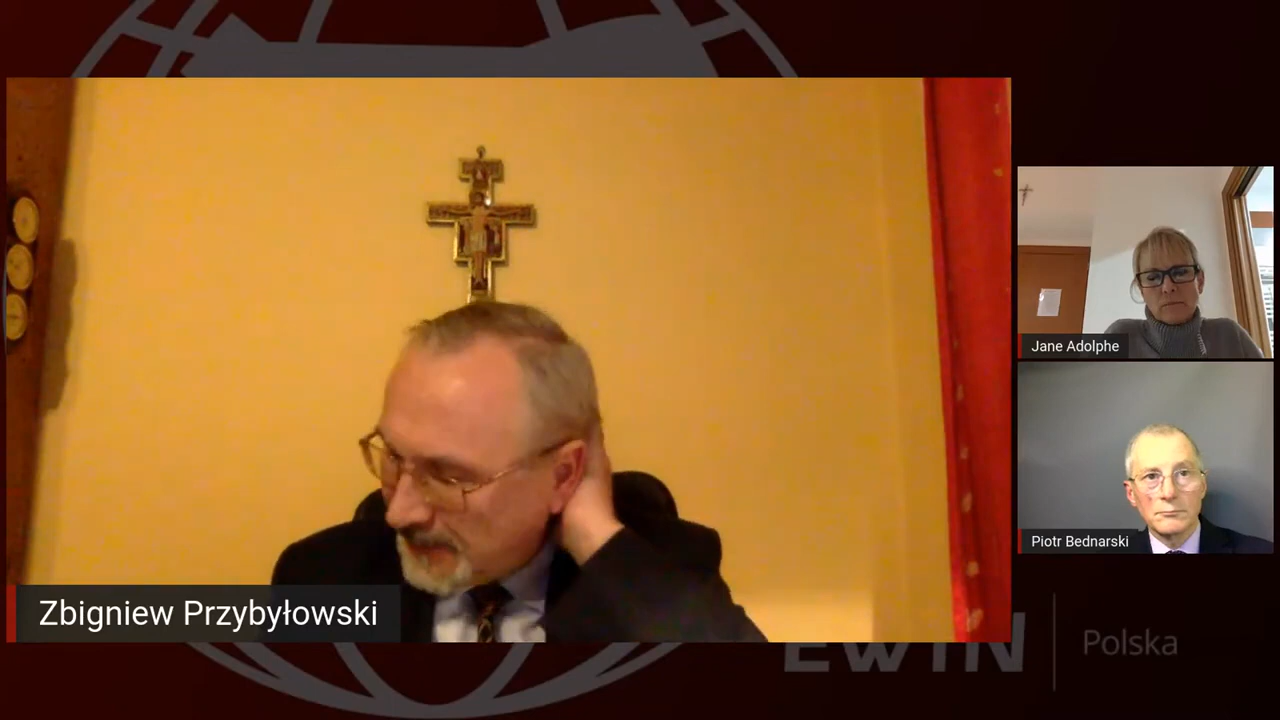 Zbigniew Przybyłowski
Jane Adolphe
Piotr Bednarski
EWTN
Polska